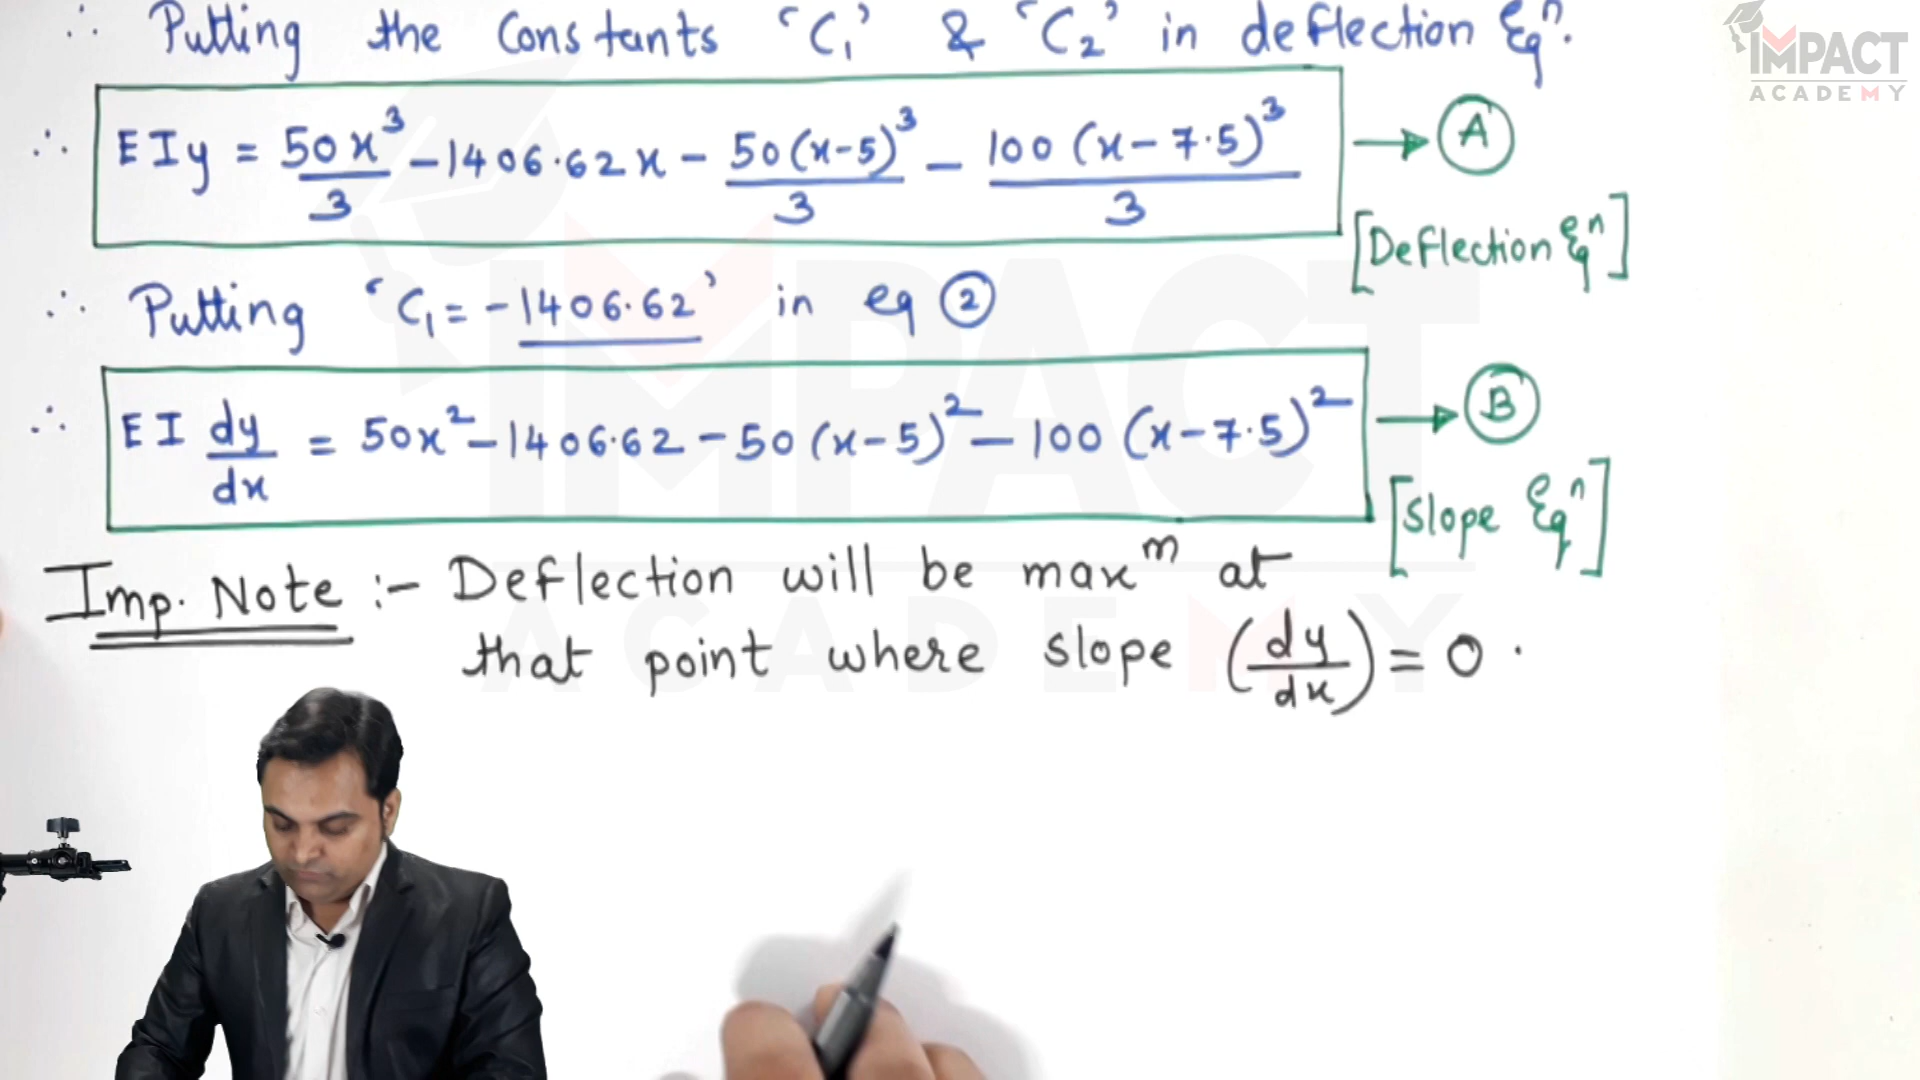 ∴ Putting the Constants ‘C₁’ & ‘C₂’ in deflection Eqⁿ.
IMPACT
ACADEMY
∴ EIy = 50x³/3 - 1406.62x - 50(x-5)³/3 - 100(x-7.5)³/3 → A
[Deflection Eqⁿ]
∴ Putting ‘C₁ = -1406.62’ in eq ②
∴ EI dy/dx = 50x² - 1406.62 - 50(x-5)² - 100(x-7.5)² → B
[Slope Eqⁿ]
Imp. Note :- Deflection will be maxᵐ at
that point where slope (dy/dx) = 0.
IMPACT
ACADEMY